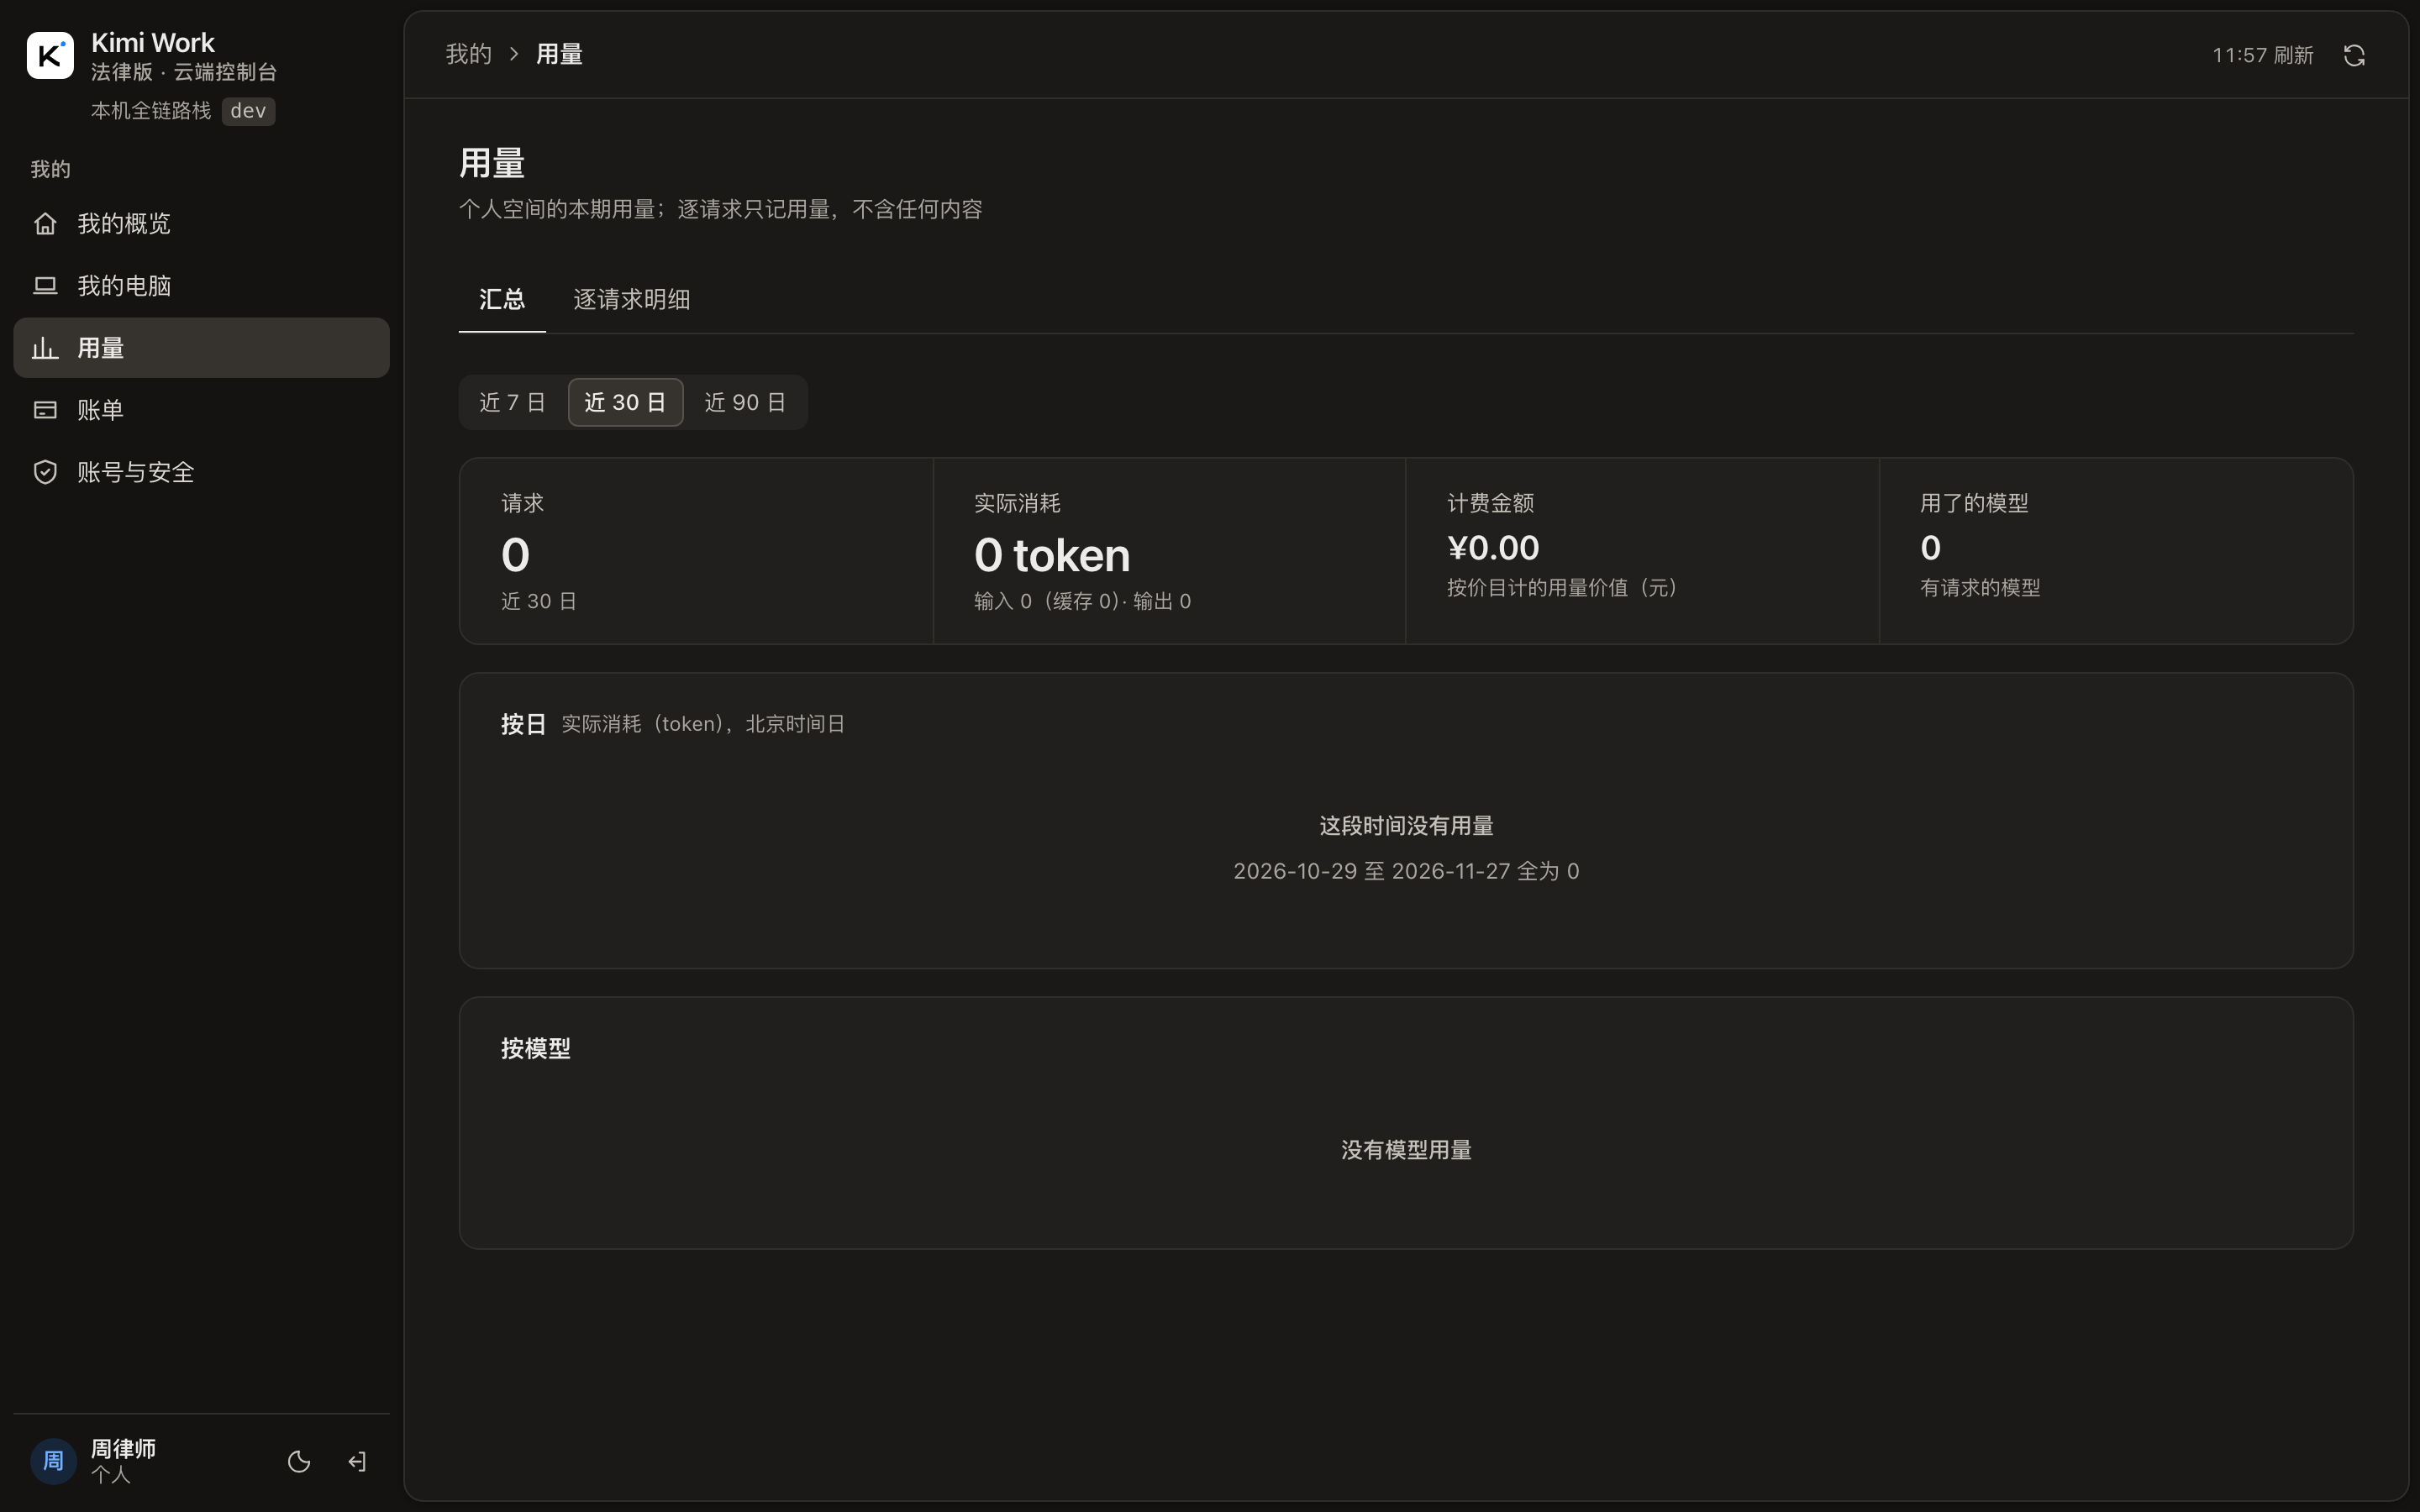 Kimi Work
法律版 · 云端控制台
本机全链路栈 dev
我的
我的概览
我的电脑
用量
账单
账号与安全
周
周律师
个人
我的 > 用量
11:57 刷新
用量
个人空间的本期用量；逐请求只记用量，不含任何内容
汇总 逐请求明细
近 7 日 近 30 日 近 90 日
请求
0
近 30 日
实际消耗
0 token
输入 0（缓存 0）· 输出 0
计费金额
¥0.00
按价目计的用量价值（元）
用了的模型
0
有请求的模型
按日 实际消耗（token），北京时间日
这段时间没有用量
2026-10-29 至 2026-11-27 全为 0
按模型
没有模型用量